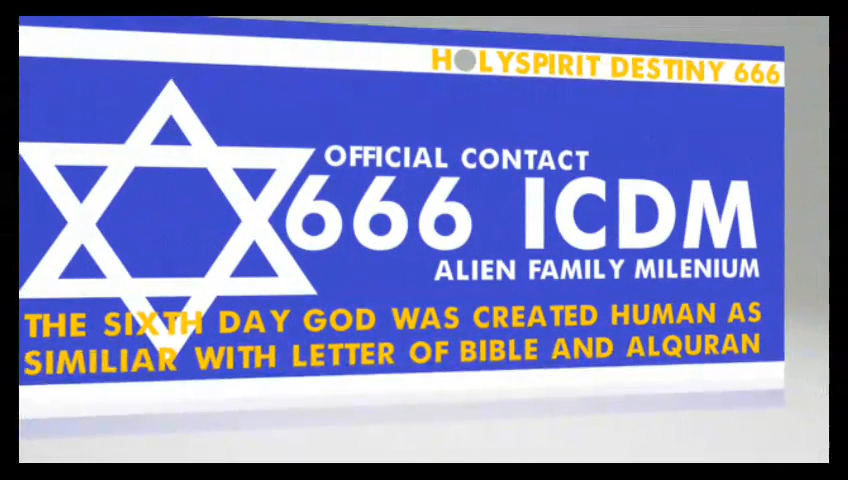 HOLYSPIRIT DESTINY 666
OFFICIAL CONTACT
666 ICDM
ALIEN FAMILY MILENIUM
THE SIXTH DAY GOD WAS CREATED HUMAN AS
SIMILIAR WITH LETTER OF BIBLE AND ALQURAN